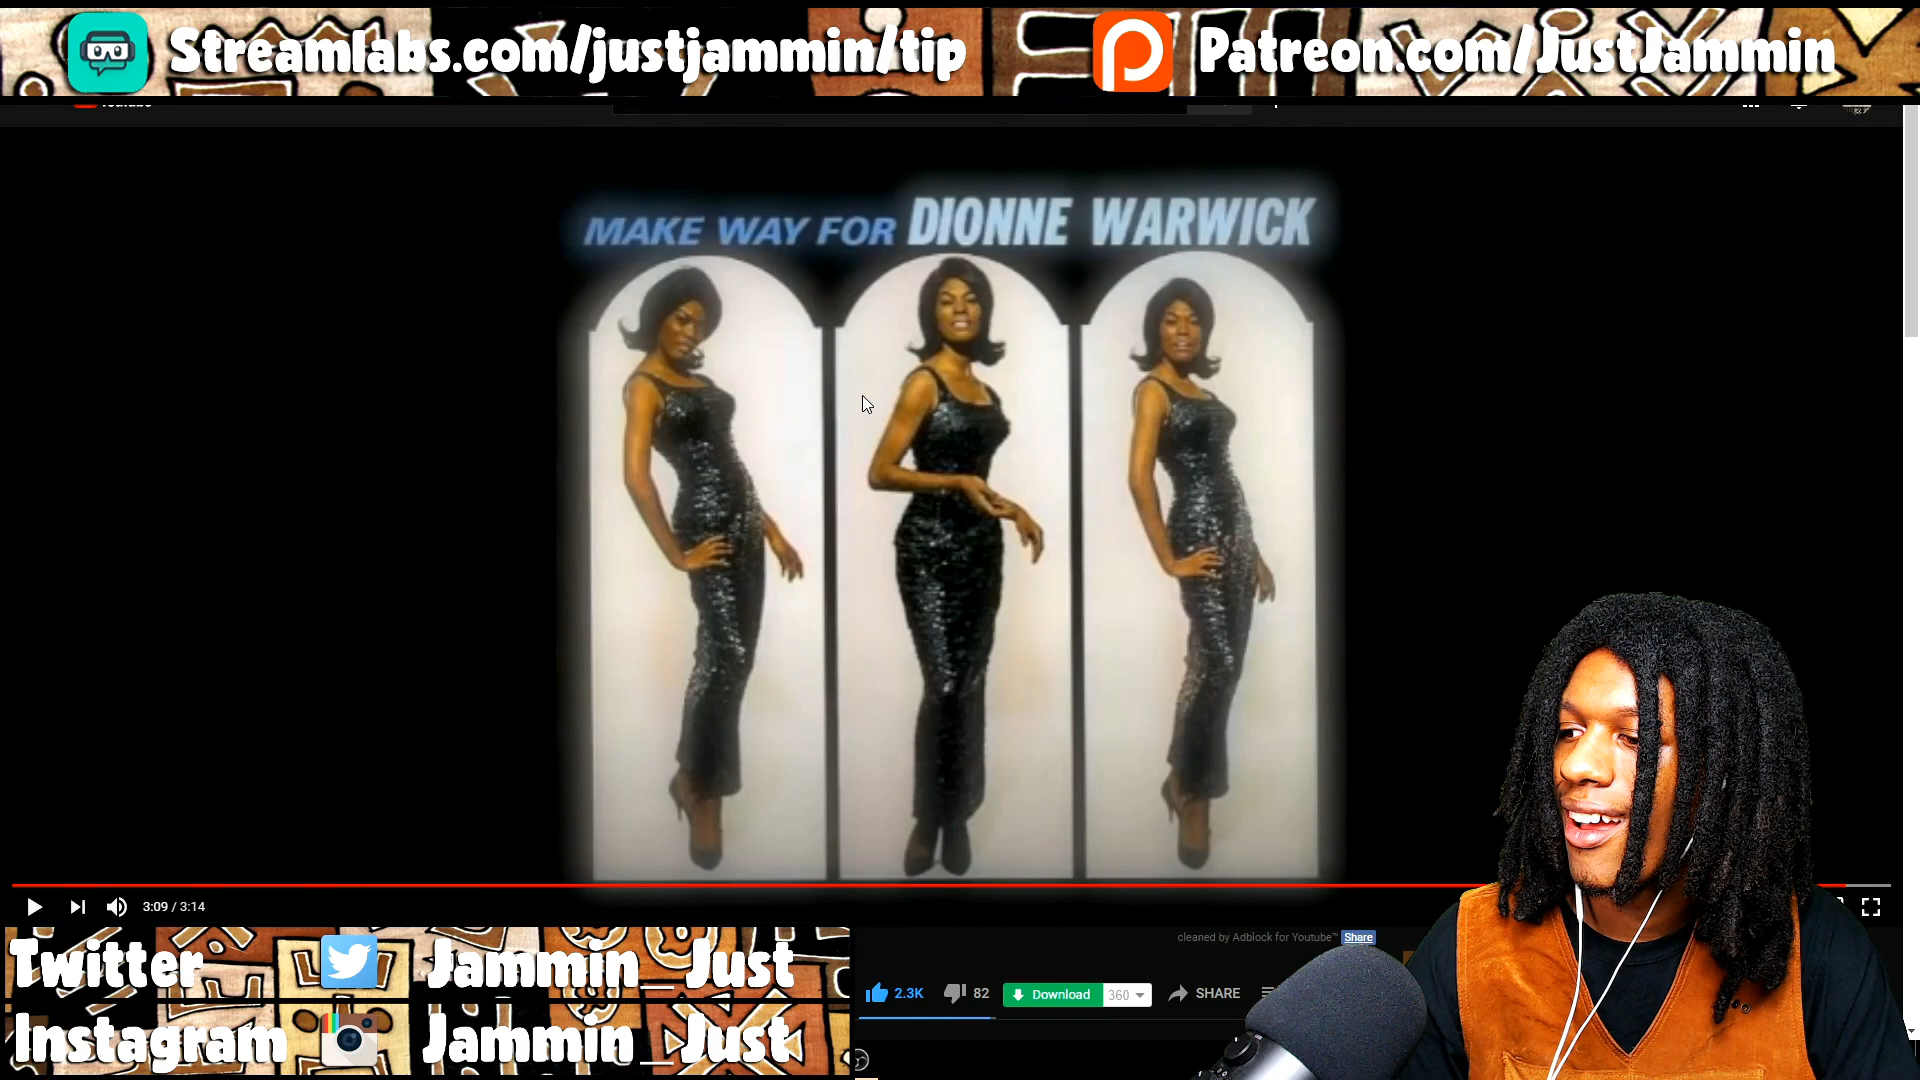 Streamlabs.com/justjammin/tip
Patreon.com/JustJammin
MAKE WAY FOR DIONNE WARWICK
3:09 / 3:14
cleaned by Adblock for Youtube™ Share
Twitter Jammin_Just
2.3K 82 Download 360 SHARE
Instagram Jammin_Just